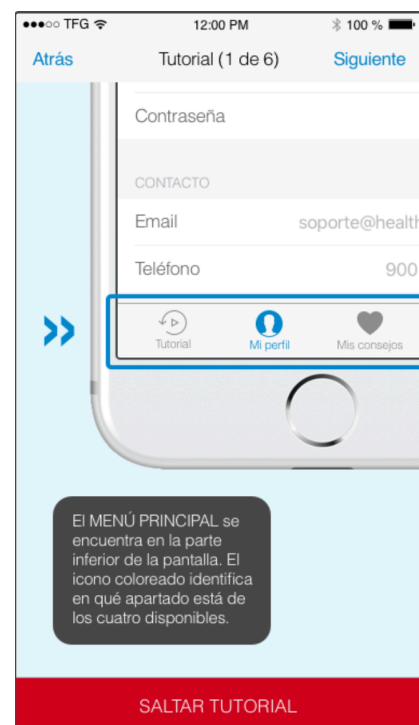 TFG 12:00 PM 100 %
Atrás Tutorial (1 de 6) Siguiente
Contraseña
CONTACTO
Email soporte@health
Teléfono 900
Tutorial Mi perfil Mis consejos
El MENÚ PRINCIPAL se
encuentra en la parte
inferior de la pantalla. El
icono coloreado identifica
en qué apartado está de
los cuatro disponibles.
SALTAR TUTORIAL